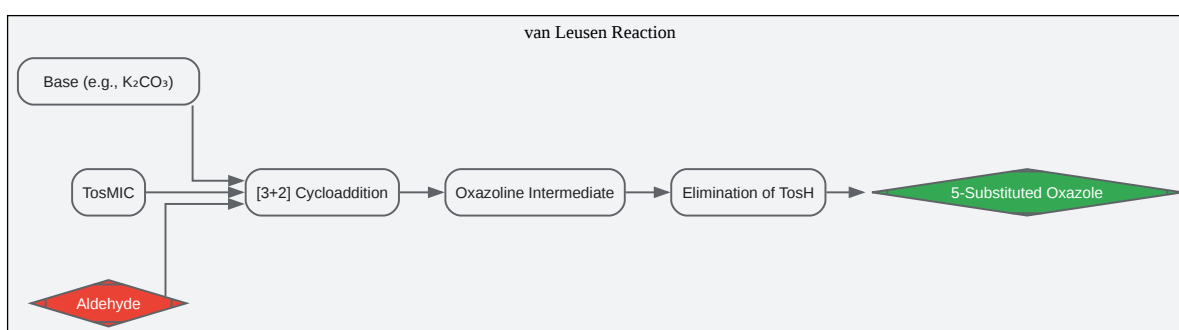 van Leusen Reaction
Base (e.g., K₂CO₃)
TosMIC
[3+2] Cycloaddition
Oxazoline Intermediate
Elimination of TosH
5-Substituted Oxazole
Aldehyde